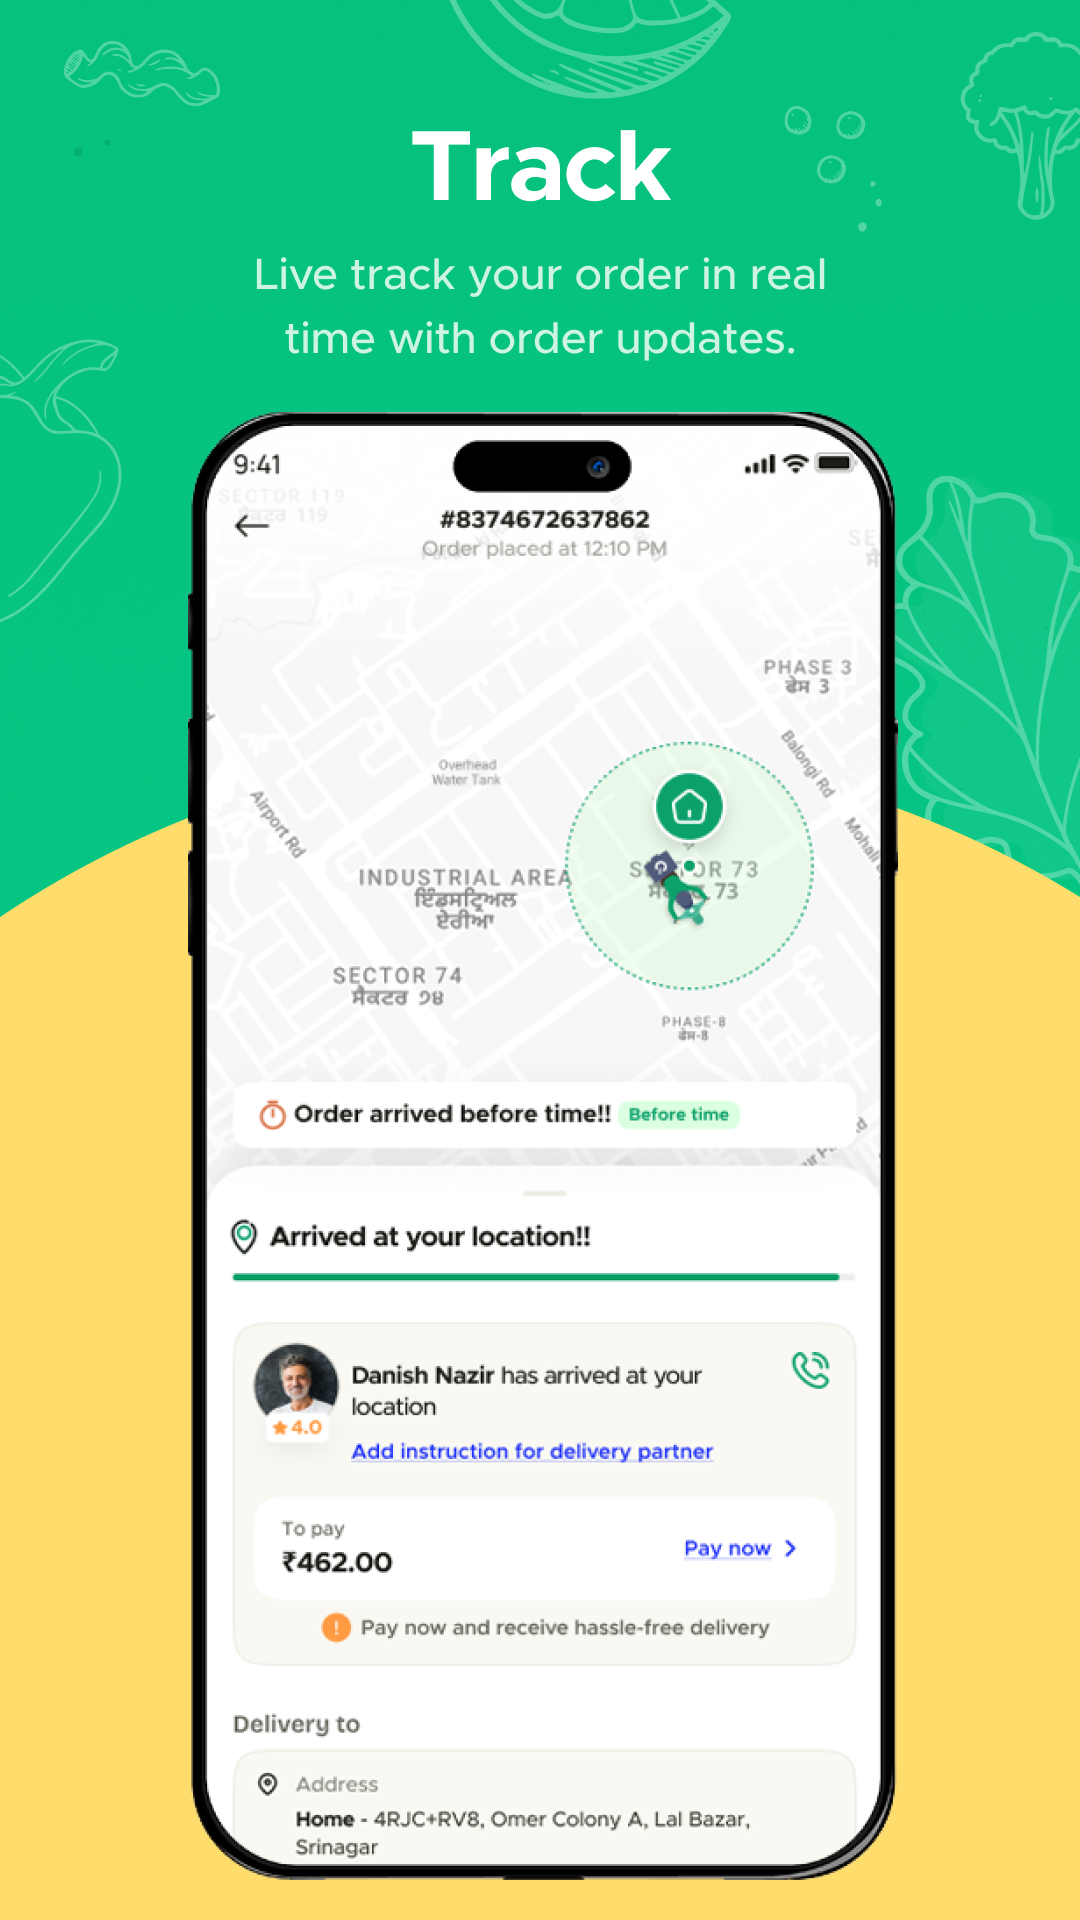 Track
Live track your order in real
time with order updates.
9:41
SECTOR 119
ਸੈਕਟਰ 119
#8374672637862
Order placed at 12:10 PM
SE
PHASE 3
ਫੇਸ 3
Balongi Rd
Mohali
Overhead
Water Tank
Airport Rd
INDUSTRIAL AREA
ਇੰਡਸਟ੍ਰਿਅਲ
ਏਰੀਆ
73
73
SECTOR 74
ਸੈਕਟਰ ੭੪
PHASE-8
ਫੇਸ-8
Order arrived before time!! Before time
Arrived at your location!!
Danish Nazir has arrived at your
location
4.0
Add instruction for delivery partner
To pay
₹462.00
Pay now
Pay now and receive hassle-free delivery
Delivery to
Address
Home - 4RJC+RV8, Omer Colony A, Lal Bazar,
Srinagar